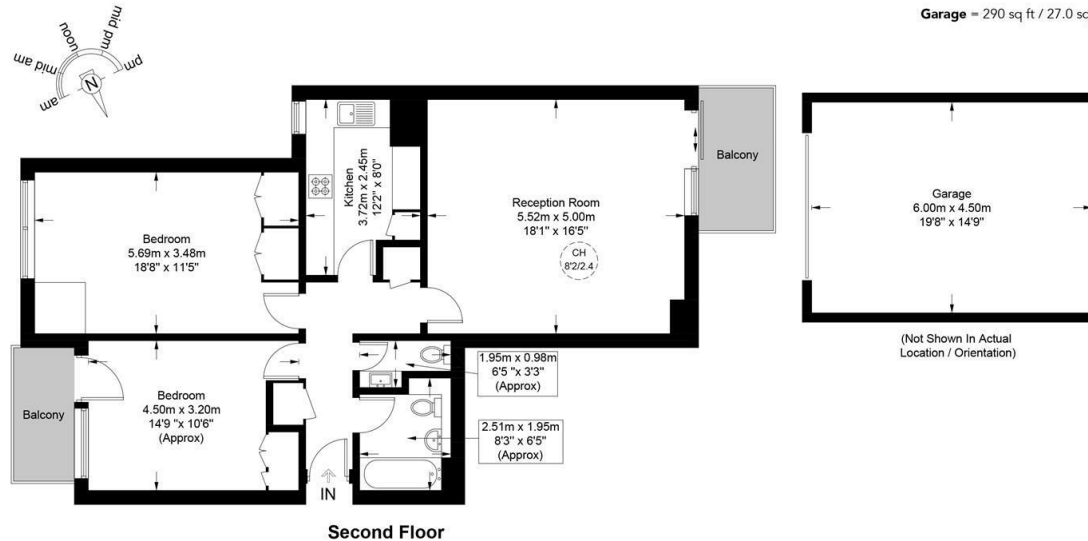 Garage = 290 sq ft / 27.0 sc
am
mid am
noon
mid pm
pm
N
Kitchen
3.72m x 2.45m
12'2" x 8'0"
Reception Room
5.52m x 5.00m
18'1" x 16'5"
CH
8'2/2.4
Balcony
Garage
6.00m x 4.50m
19'8" x 14'9"
(Not Shown In Actual
Location / Orientation)
Bedroom
5.69m x 3.48m
18'8" x 11'5"
Balcony
Bedroom
4.50m x 3.20m
14'9 "x 10'6"
(Approx)
1.95m x 0.98m
6'5 "x 3'3"
(Approx)
2.51m x 1.95m
8'3" x 6'5"
(Approx)
IN
Second Floor